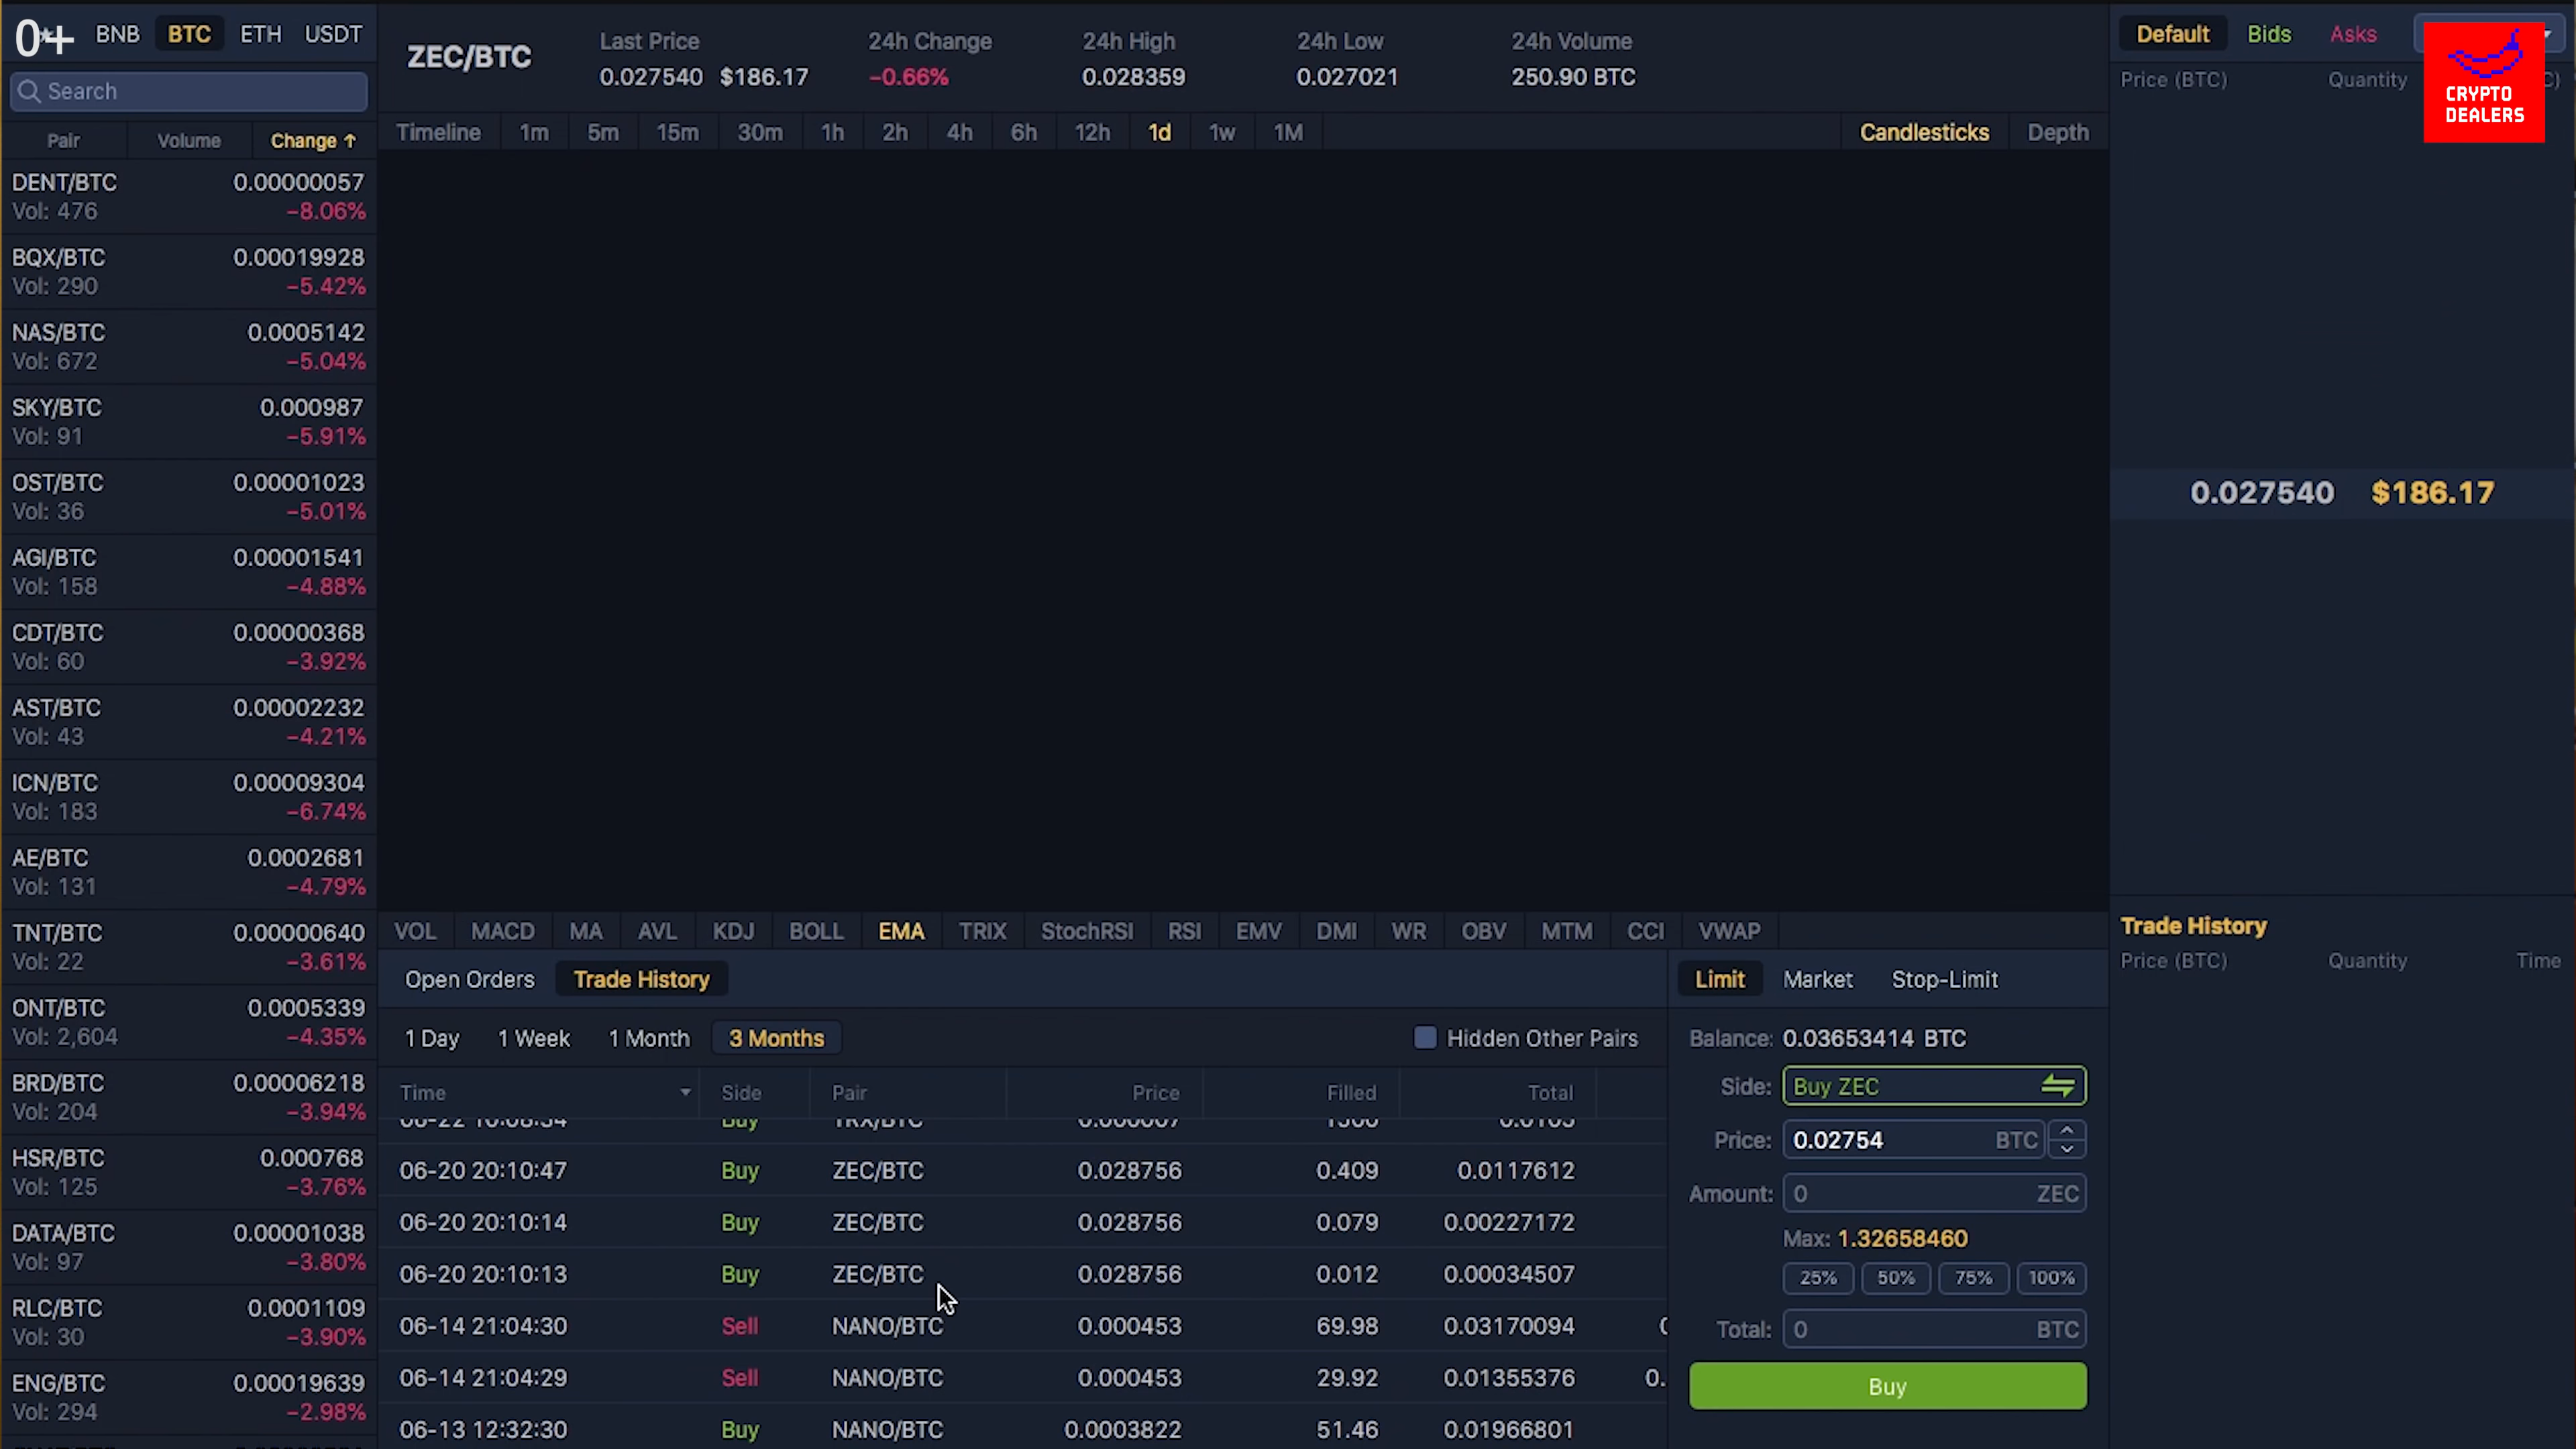 0+ BNB BTC ETH USDT
Search
Pair Volume Change ↑
DENT/BTC 0.00000057
Vol: 476 −8.06%
BQX/BTC 0.00019928
Vol: 290 −5.42%
NAS/BTC 0.0005142
Vol: 672 −5.04%
SKY/BTC 0.000987
Vol: 91 −5.91%
OST/BTC 0.00001023
Vol: 36 −5.01%
AGI/BTC 0.00001541
Vol: 158 −4.88%
CDT/BTC 0.00000368
Vol: 60 −3.92%
AST/BTC 0.00002232
Vol: 43 −4.21%
ICN/BTC 0.00009304
Vol: 183 −6.74%
AE/BTC 0.0002681
Vol: 131 −4.79%
TNT/BTC 0.00000640
Vol: 22 −3.61%
ONT/BTC 0.0005339
Vol: 2,604 −4.35%
BRD/BTC 0.00006218
Vol: 204 −3.94%
HSR/BTC 0.000768
Vol: 125 −3.76%
DATA/BTC 0.00001038
Vol: 97 −3.80%
RLC/BTC 0.0001109
Vol: 30 −3.90%
ENG/BTC 0.00019639
Vol: 294 −2.98%
ZEC/BTC
Last Price 24h Change 24h High 24h Low 24h Volume
0.027540 $186.17 −0.66% 0.028359 0.027021 250.90 BTC
Timeline 1m 5m 15m 30m 1h 2h 4h 6h 12h 1d 1w 1M Candlesticks Depth
VOL MACD MA AVL KDJ BOLL EMA TRIX StochRSI RSI EMV DMI WR OBV MTM CCI VWAP
Open Orders Trade History
1 Day 1 Week 1 Month 3 Months Hidden Other Pairs
Time Side Pair Price Filled Total
06-20 20:10:47 Buy ZEC/BTC 0.028756 0.409 0.0117612
06-20 20:10:14 Buy ZEC/BTC 0.028756 0.079 0.00227172
06-20 20:10:13 Buy ZEC/BTC 0.028756 0.012 0.00034507
06-14 21:04:30 Sell NANO/BTC 0.000453 69.98 0.03170094
06-14 21:04:29 Sell NANO/BTC 0.000453 29.92 0.01355376 0.
06-13 12:32:30 Buy NANO/BTC 0.0003822 51.46 0.01966801
Limit Market Stop-Limit
Balance: 0.03653414 BTC
Side: Buy ZEC
Price: 0.02754 BTC
Amount: 0 ZEC
Max: 1.32658460
25% 50% 75% 100%
Total: 0 BTC
Buy
Default Bids Asks
Price (BTC) Quantity
CRYPTO
DEALERS
0.027540 $186.17
Trade History
Price (BTC) Quantity Time